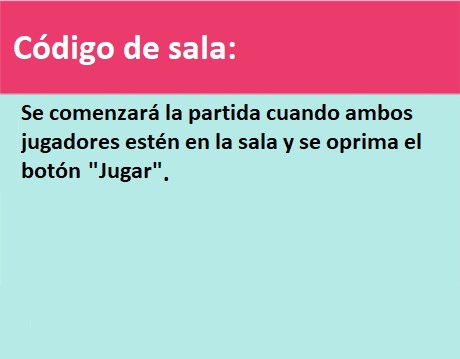 Código de sala:
Se comenzará la partida cuando ambos
jugadores estén en la sala y se oprima el
botón "Jugar".